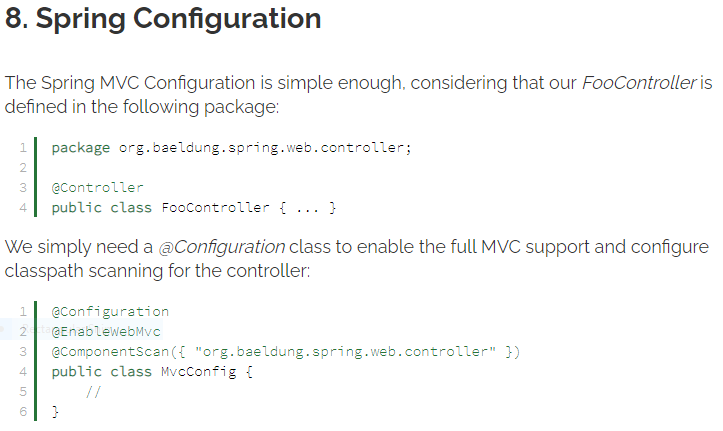 8. Spring Configuration
The Spring MVC Configuration is simple enough, considering that our FooController is
defined in the following package:
1 package org.baeldung.spring.web.controller;
2
3 @Controller
4 public class FooController { ... }
We simply need a @Configuration class to enable the full MVC support and configure
classpath scanning for the controller:
1 @Configuration
2 @EnableWebMvc
3 @ComponentScan({ "org.baeldung.spring.web.controller" })
4 public class MvcConfig {
5     //
6 }